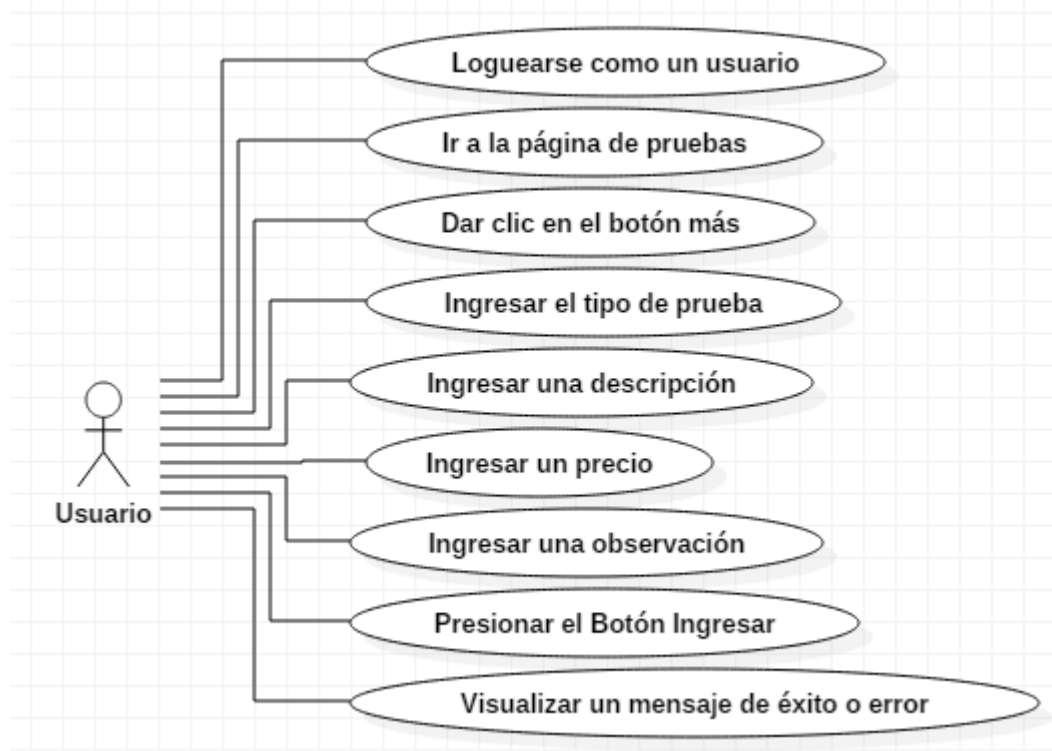 Loguearse como un usuario
Ir a la página de pruebas
Dar clic en el botón más
Ingresar el tipo de prueba
Ingresar una descripción
Ingresar un precio
Usuario
Ingresar una observación
Presionar el Botón Ingresar
Visualizar un mensaje de éxito o error